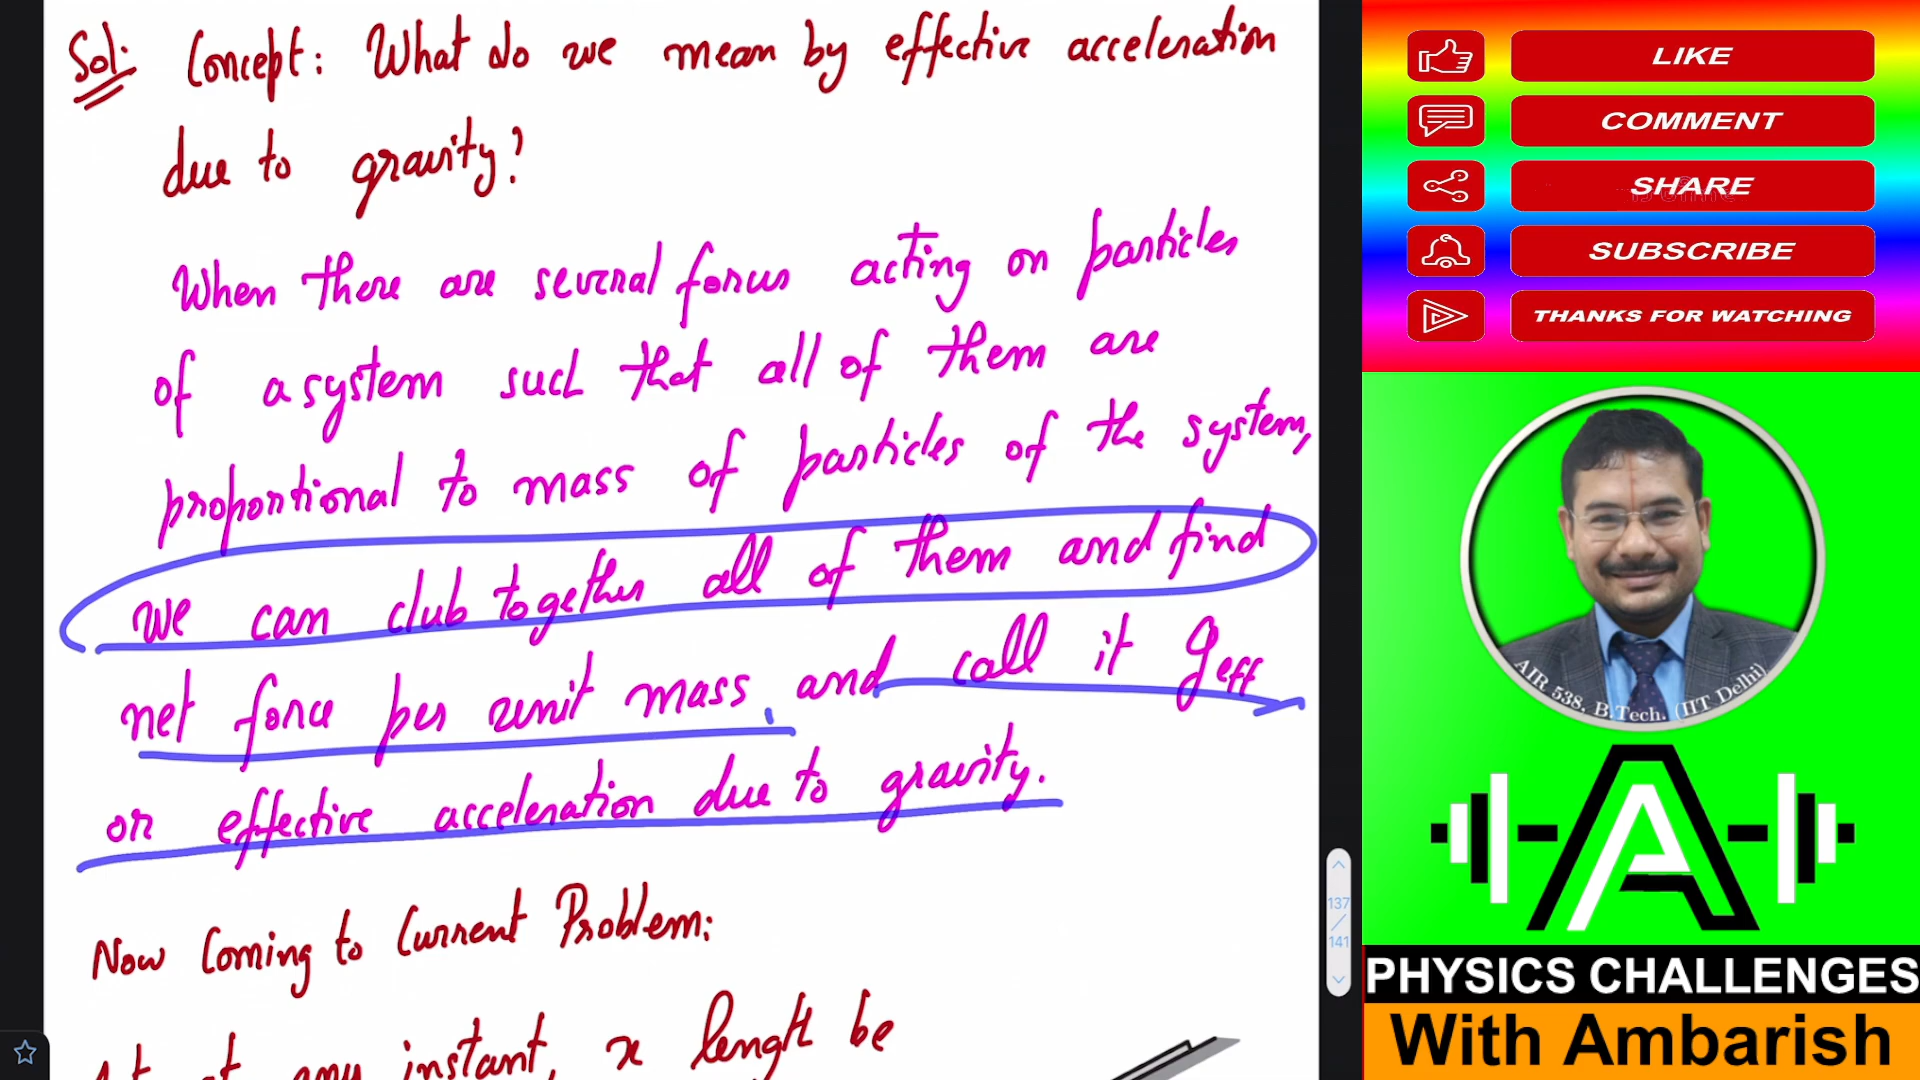 Sol: Concept: What do we mean by effective acceleration
due to gravity?
When there are several forces acting on particles
of a system such that all of them are
proportional to mass of particles of the system,
we can club together all of them and find
net force per unit mass, and call it geff
or effective acceleration due to gravity.
Now Coming to Current Problem:
any instant, x length be
137
/
141
LIKE
COMMENT
SHARE
SUBSCRIBE
THANKS FOR WATCHING
AIR 538, B.Tech. (IIT Delhi)
A
PHYSICS CHALLENGES
With Ambarish